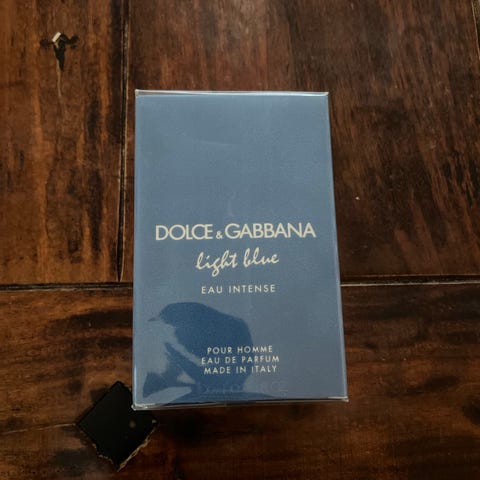 DOLCE & GABBANA
light blue
EAU INTENSE
POUR HOMME
EAU DE PARFUM
MADE IN ITALY